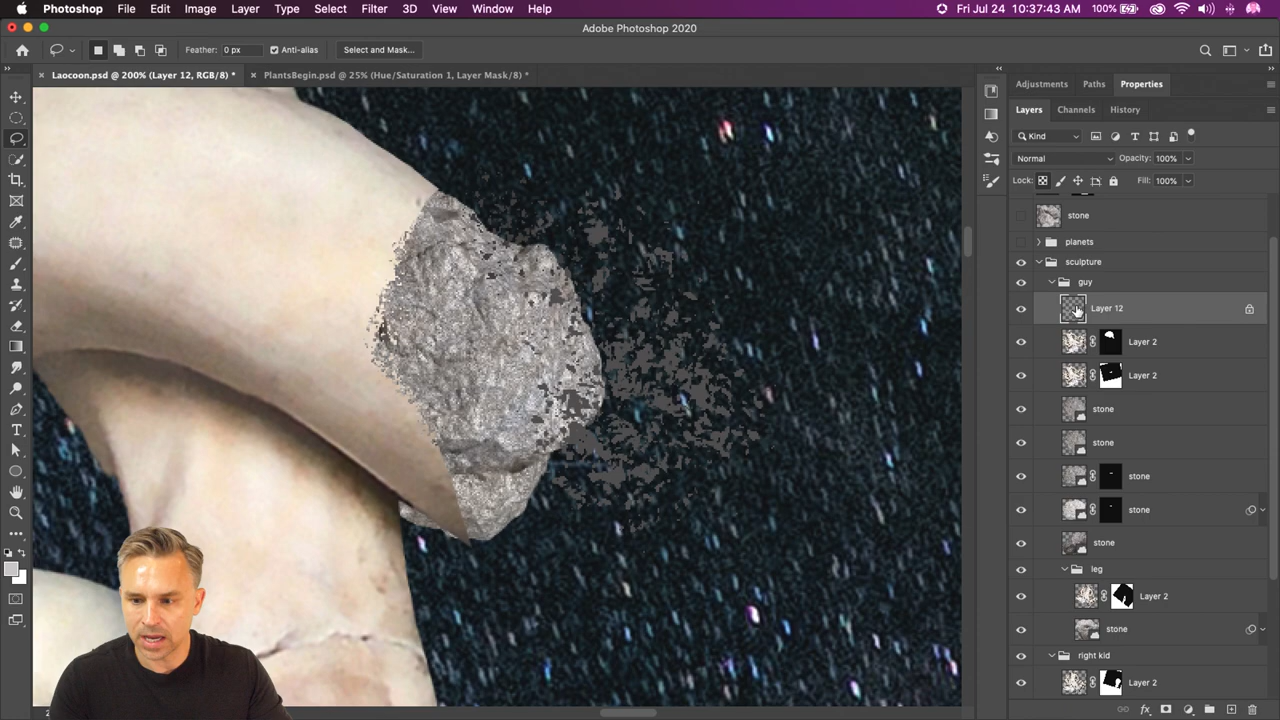 Photoshop File Edit Image Layer Type Select Filter 3D View Window Help
100% Fri Jul 24 10:37:43 AM
Adobe Photoshop 2020
Feather: 0 px Anti-alias Select and Mask...
Laocoon.psd @ 200% (Layer 12, RGB/8) * PlantsBegin.psd @ 25% (Hue/Saturation 1, Layer Mask/8) *
Adjustments Paths Properties
Layers Channels History
Kind
Normal Opacity: 100%
Lock: Fill: 100%
stone
planets
sculpture
guy
Layer 12
Layer 2
Layer 2
stone
stone
stone
stone
stone
leg
Layer 2
stone
right kid
Layer 2
fx